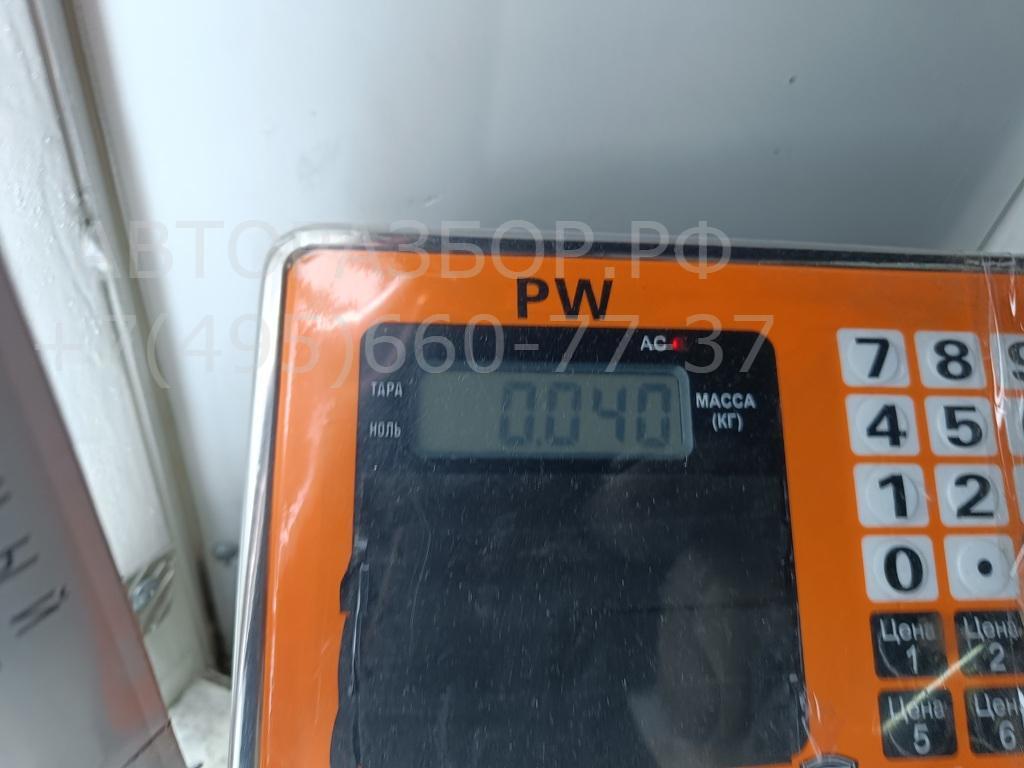 АВТОРАЗБОР.РФ
+7(495)660-77-37
PW
AC
ТАРА
0.040
МАССА
(КГ)
НОЛЬ
7 8 9
4 5
1 2
0 .
Цена 1 Цена 2
Цена 5 Цена 6